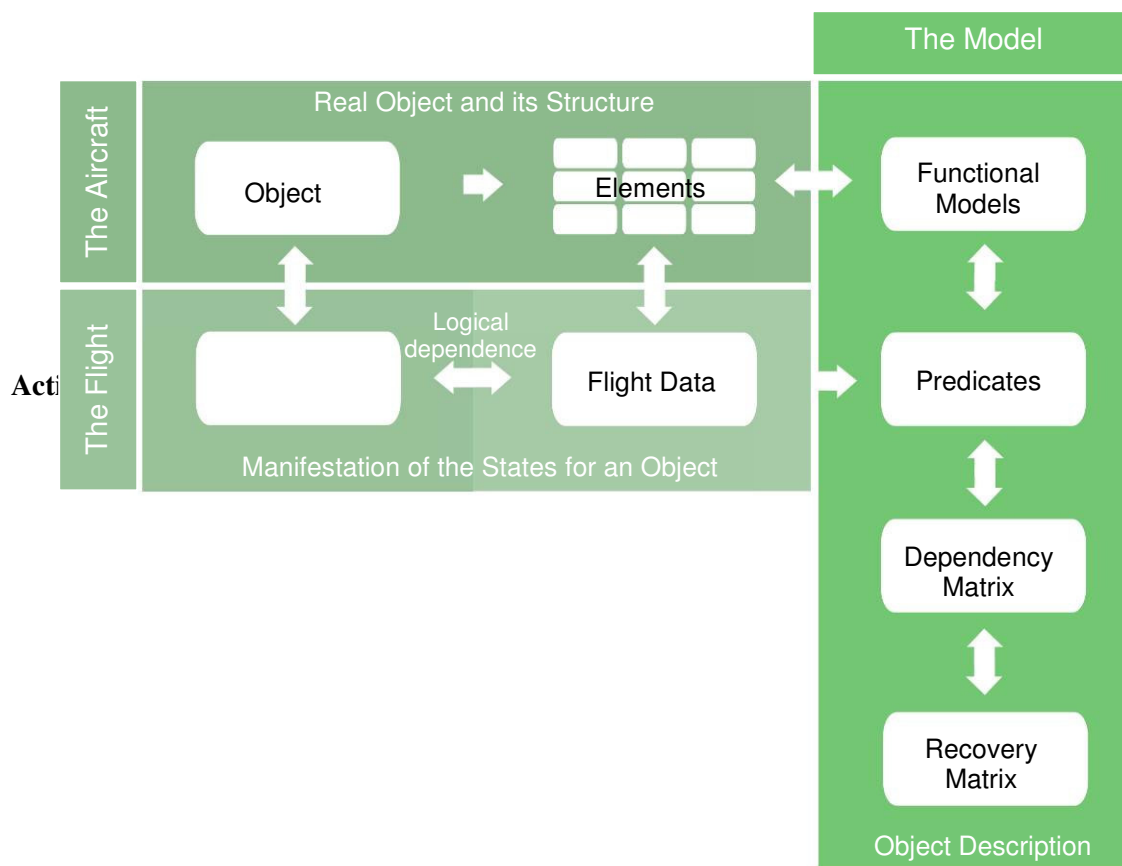 The Model
The Aircraft
Real Object and its Structure
Object
Elements
Functional
Models
The Flight
Logical
dependence
Flight Data
Predicates
Manifestation of the States for an Object
Dependency
Matrix
Recovery
Matrix
Object Description